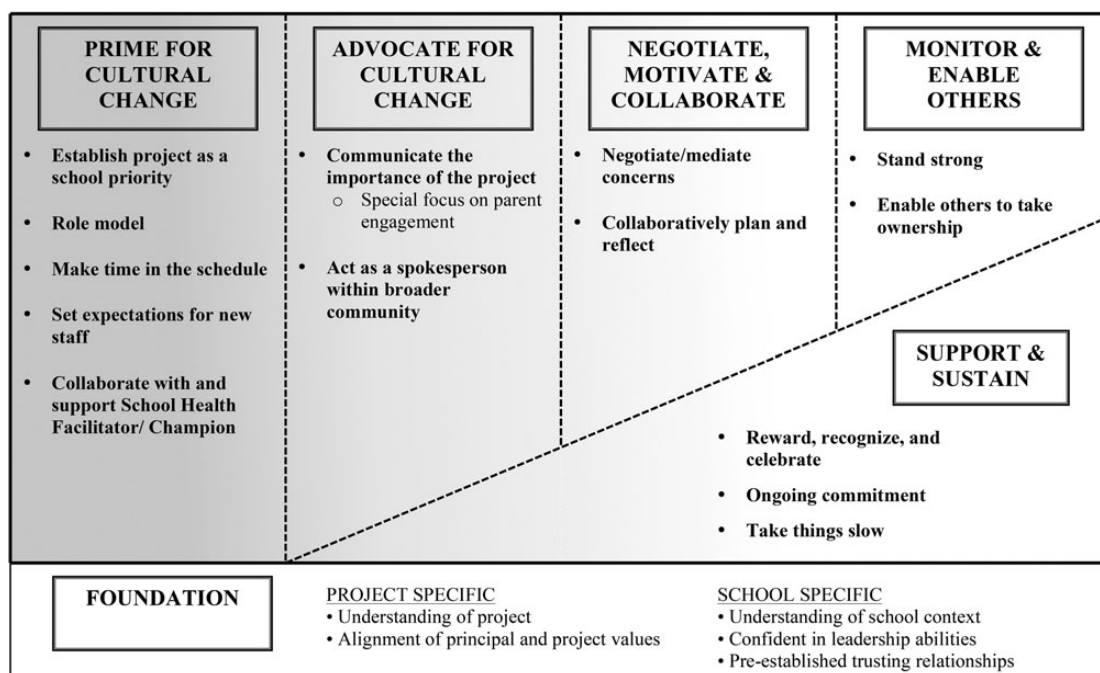 PRIME FOR
CULTURAL
CHANGE
• Establish project as a
school priority
• Role model
• Make time in the schedule
• Set expectations for new
staff
• Collaborate with and
support School Health
Facilitator/ Champion
ADVOCATE FOR
CULTURAL
CHANGE
• Communicate the
importance of the project
o Special focus on parent
engagement
• Act as a spokesperson
within broader
community
NEGOTIATE,
MOTIVATE &
COLLABORATE
• Negotiate/mediate
concerns
• Collaboratively plan and
reflect
MONITOR &
ENABLE
OTHERS
• Stand strong
• Enable others to take
ownership
SUPPORT &
SUSTAIN
• Reward, recognize, and
celebrate
• Ongoing commitment
• Take things slow
FOUNDATION
PROJECT SPECIFIC
• Understanding of project
• Alignment of principal and project values
SCHOOL SPECIFIC
• Understanding of school context
• Confident in leadership abilities
• Pre-established trusting relationships